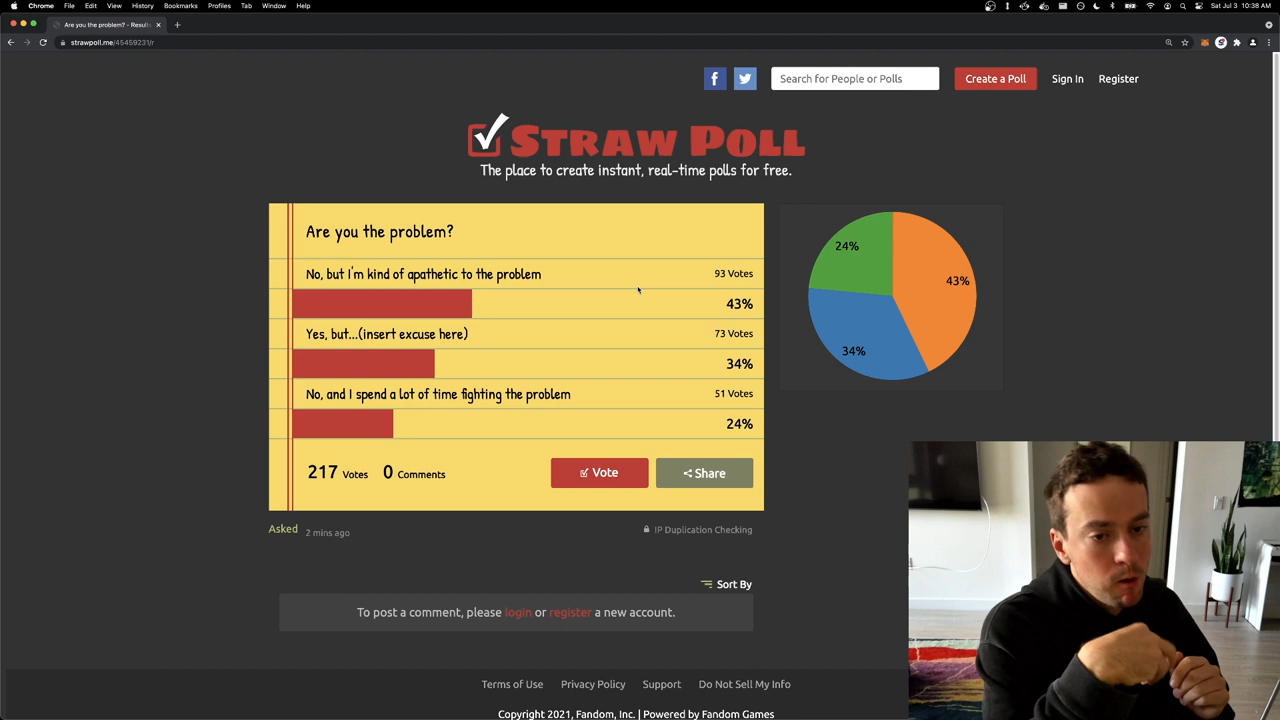 Chrome File Edit View History Bookmarks Profiles Tab Window Help Sat Jul 3 10:38 AM
Are you the problem? - Results
strawpoll.me/45459231/r
Search for People or Polls Create a Poll Sign In Register
STRAW POLL
The place to create instant, real-time polls for free.
Are you the problem?
No, but I'm kind of apathetic to the problem 93 Votes
43%
Yes, but...(insert excuse here) 73 Votes
34%
No, and I spend a lot of time fighting the problem 51 Votes
24%
217 Votes 0 Comments Vote Share
Asked 2 mins ago IP Duplication Checking
24%
43%
34%
Sort By
To post a comment, please login or register a new account.
Terms of Use Privacy Policy Support Do Not Sell My Info
Copyright 2021, Fandom, Inc. | Powered by Fandom Games